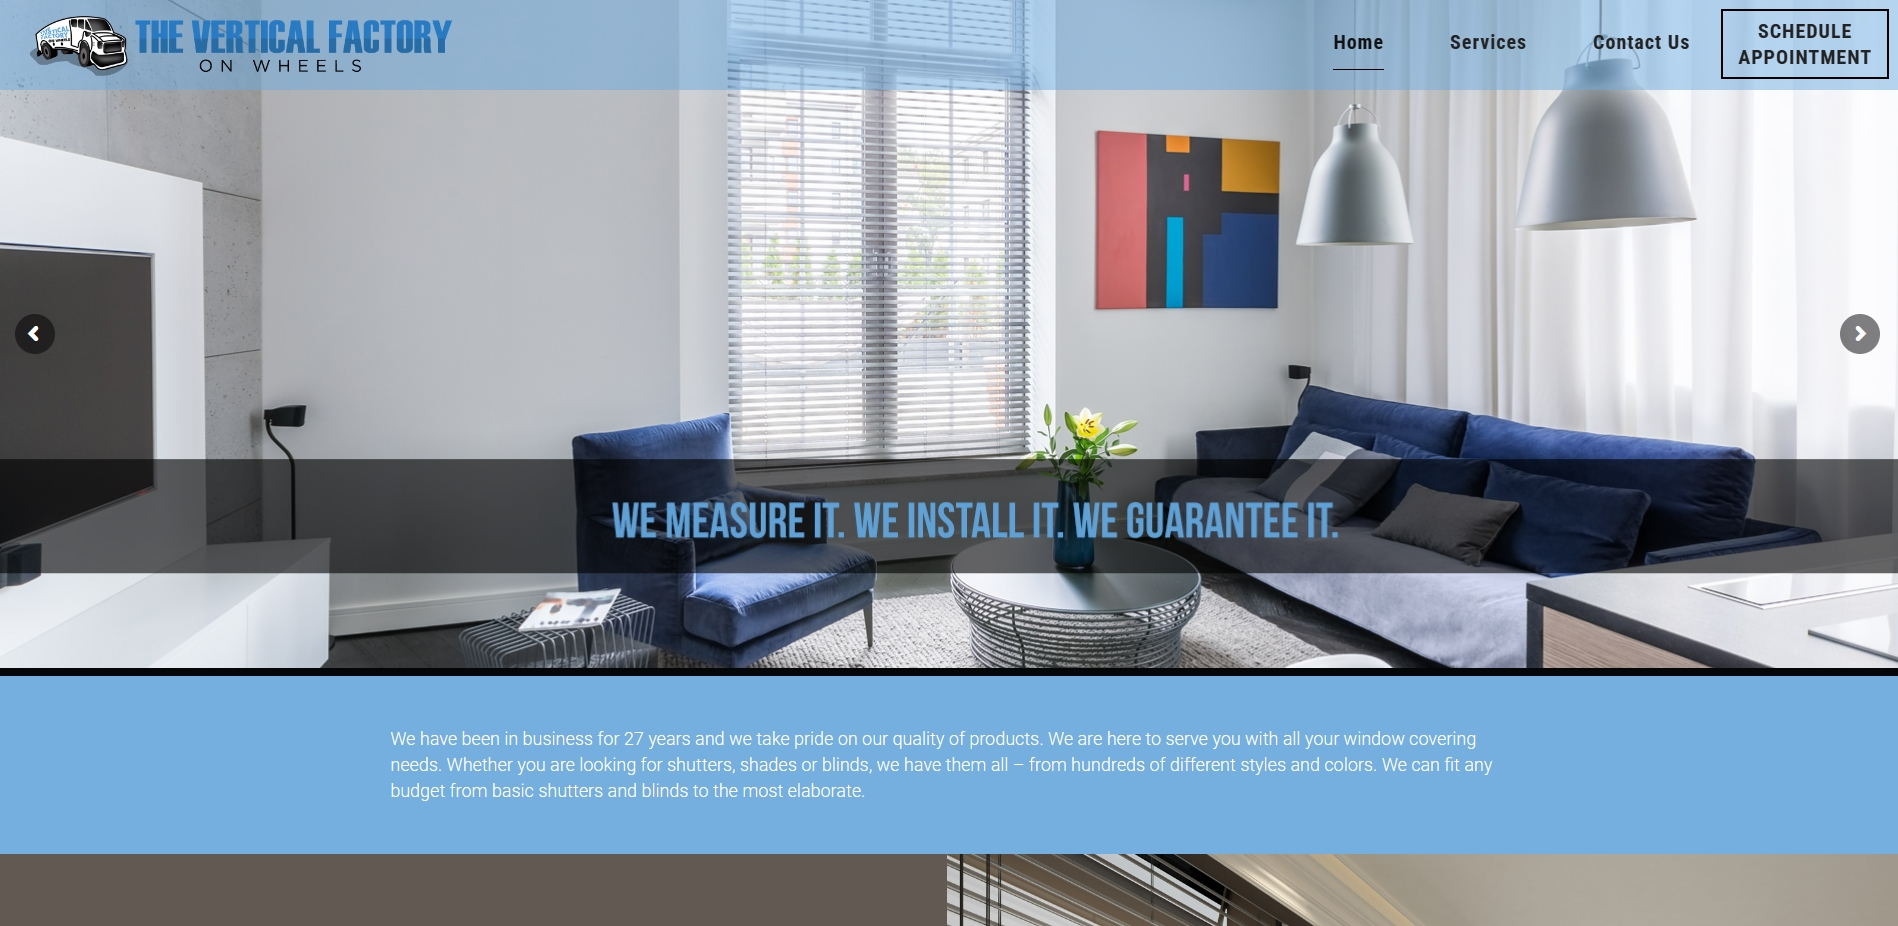 THE VERTICAL FACTORY
ON WHEELS
Home
Services
Contact Us
SCHEDULE
APPOINTMENT
WE MEASURE IT. WE INSTALL IT. WE GUARANTEE IT.
We have been in business for 27 years and we take pride on our quality of products. We are here to serve you with all your window covering
needs. Whether you are looking for shutters, shades or blinds, we have them all – from hundreds of different styles and colors. We can fit any
budget from basic shutters and blinds to the most elaborate.